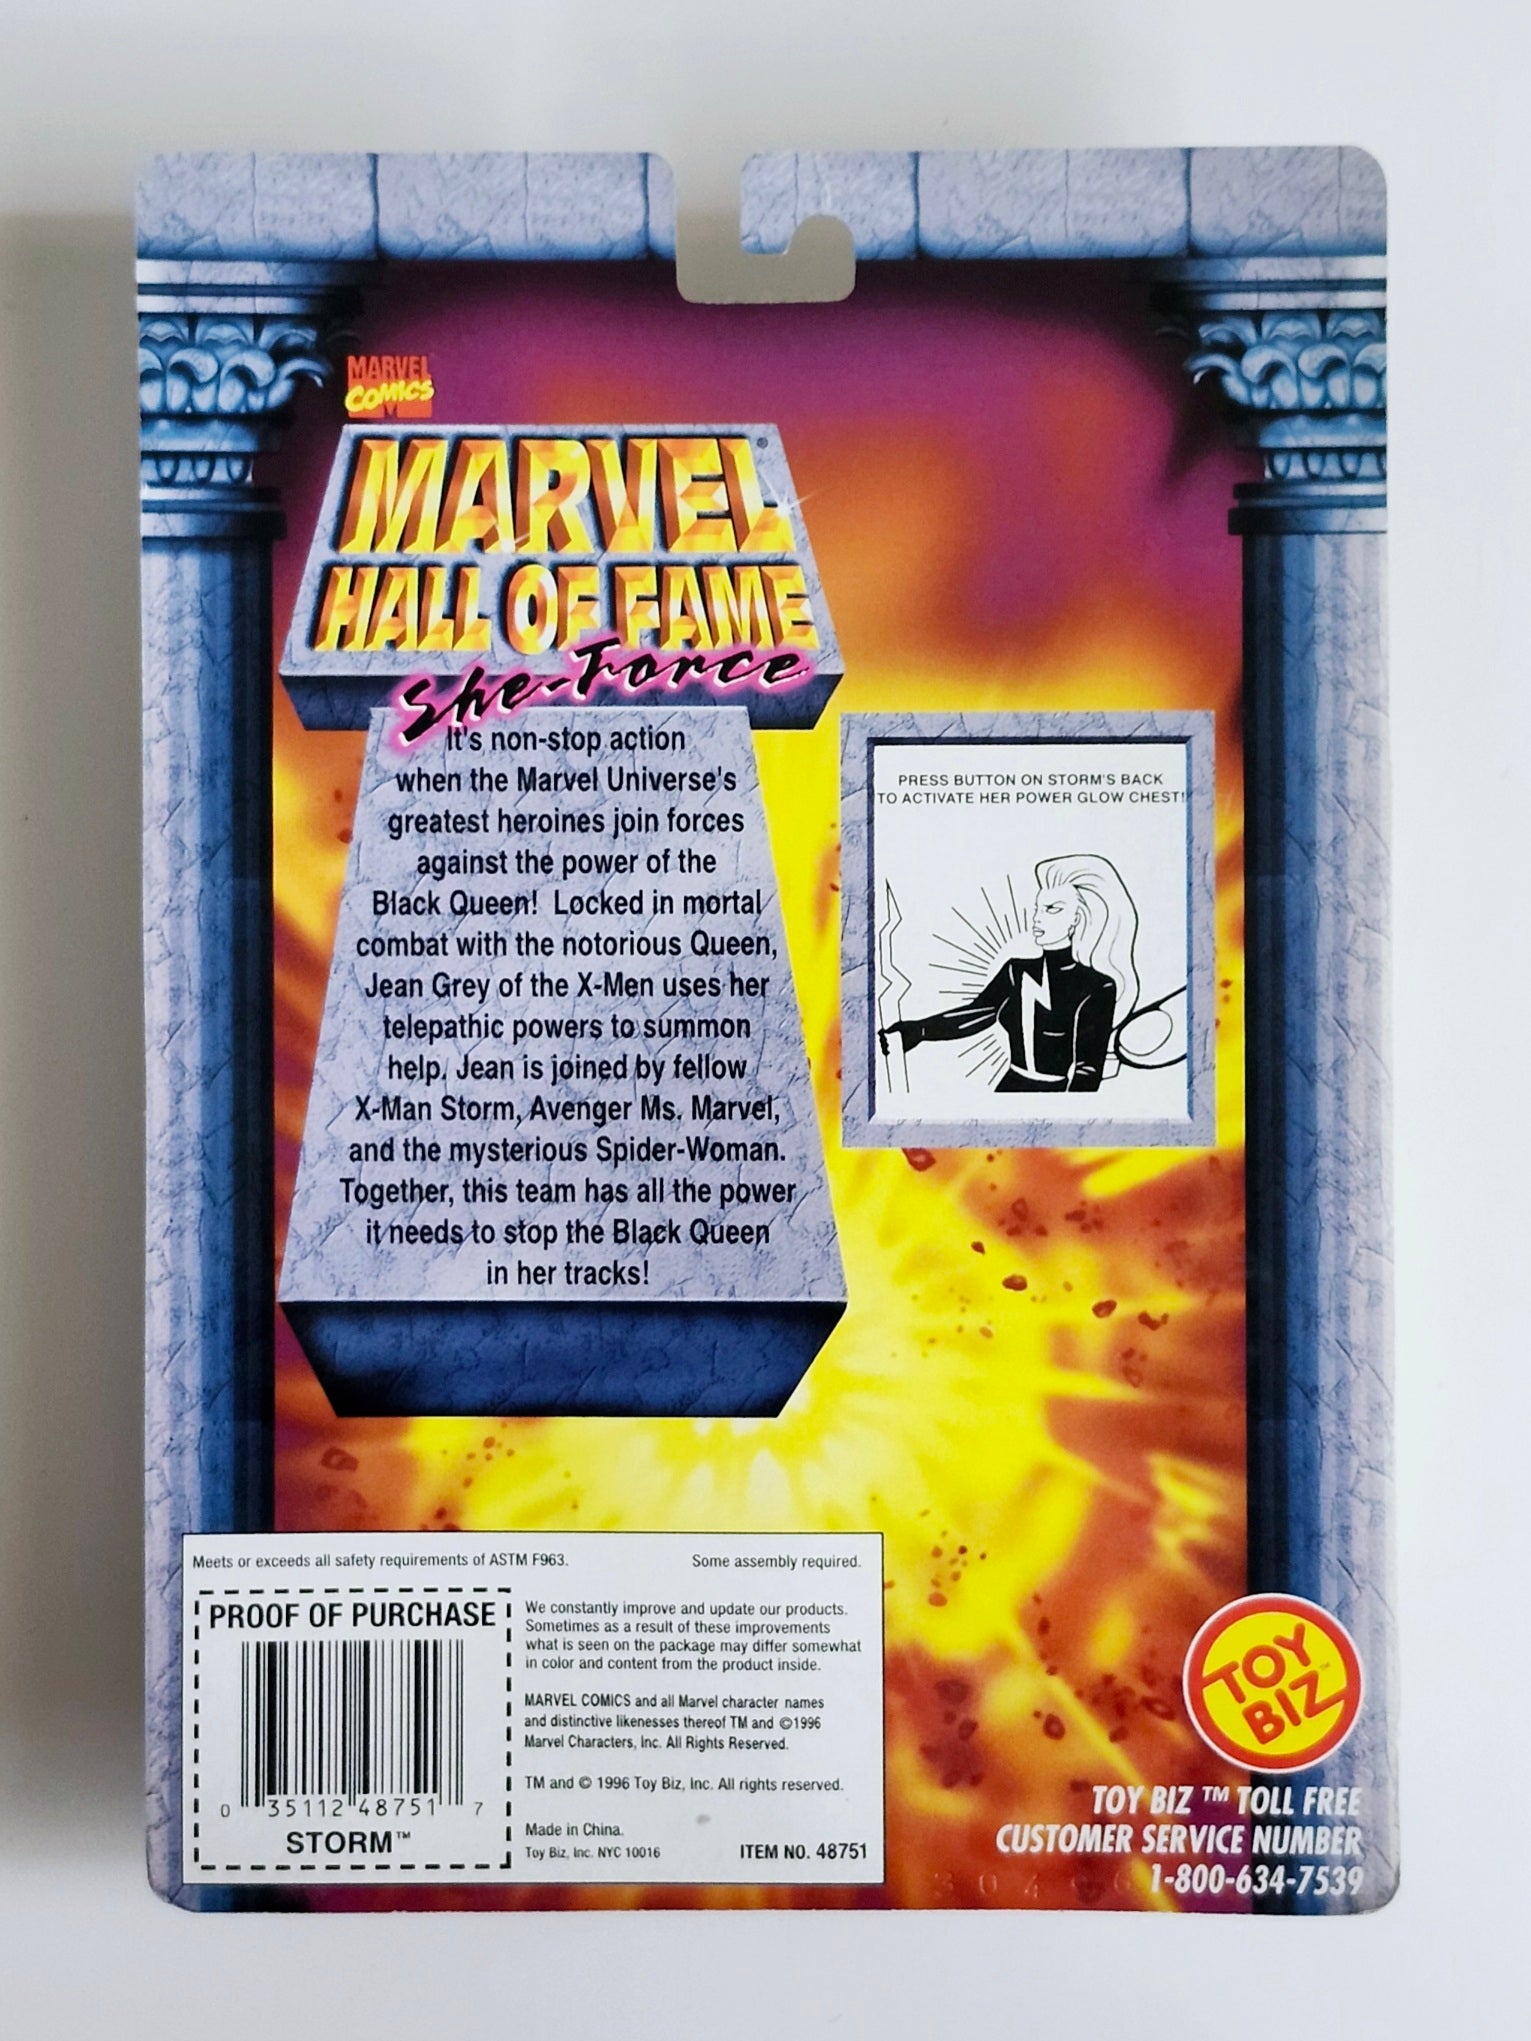 MARVEL
COMICS
MARVEL®
HALL OF FAME
She-Force
It's non-stop action
when the Marvel Universe's
greatest heroines join forces
against the power of the
Black Queen! Locked in mortal
combat with the notorious Queen,
Jean Grey of the X-Men uses her
telepathic powers to summon
help. Jean is joined by fellow
X-Man Storm, Avenger Ms. Marvel,
and the mysterious Spider-Woman.
Together, this team has all the power
it needs to stop the Black Queen
in her tracks!
PRESS BUTTON ON STORM'S BACK
TO ACTIVATE HER POWER GLOW CHEST!
Meets or exceeds all safety requirements of ASTM F963.
Some assembly required.
PROOF OF PURCHASE
0 35112 48751 7
STORM™
We constantly improve and update our products.
Sometimes as a result of these improvements
what is seen on the package may differ somewhat
in color and content from the product inside.
MARVEL COMICS and all Marvel character names
and distinctive likenesses thereof TM and ©1996
Marvel Characters, Inc. All Rights Reserved.
TM and © 1996 Toy Biz, Inc. All rights reserved.
Made in China.
Toy Biz, Inc. NYC 10016
ITEM NO. 48751
TOY
BIZ™
TOY BIZ ™ TOLL FREE
CUSTOMER SERVICE NUMBER
1-800-634-7539